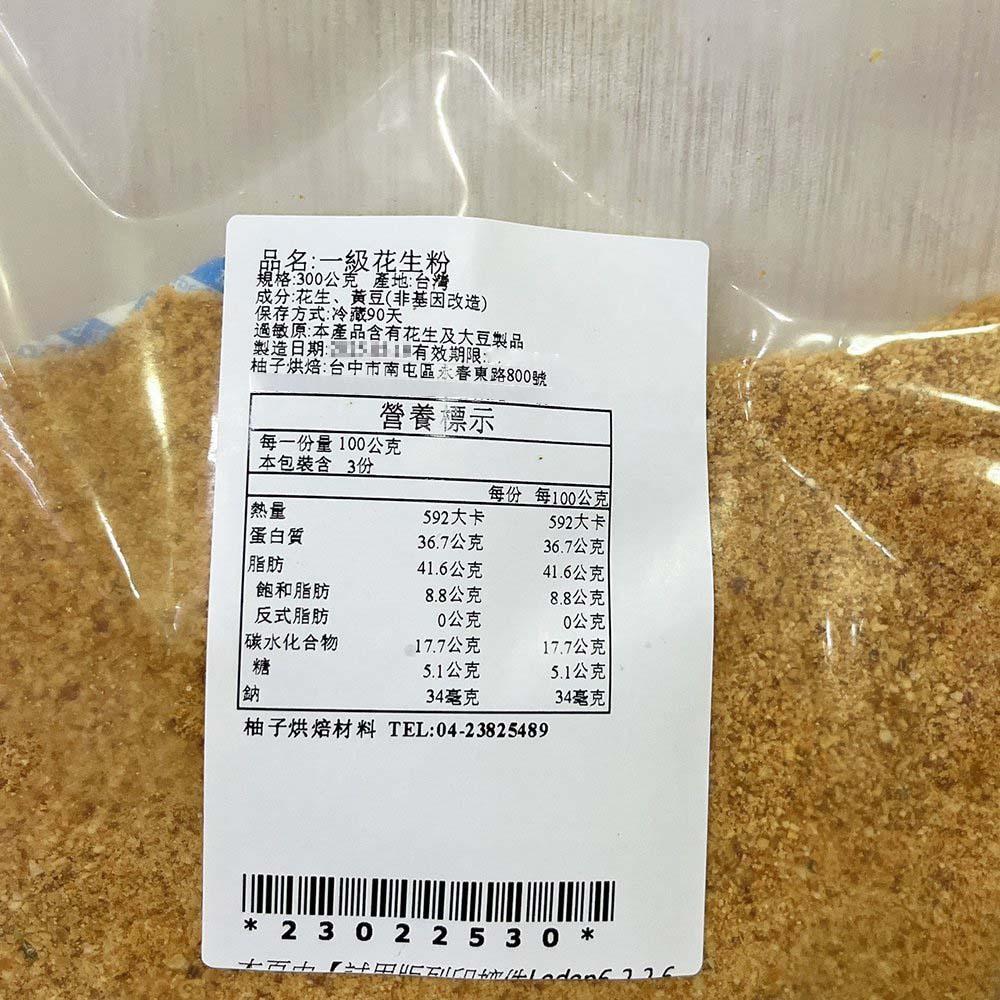 品名:一級花生粉
規格:300公克 產地:台灣
成分:花生、黃豆(非基因改造)
保存方式:冷藏90天
過敏原:本產品含有花生及大豆製品
製造日期: 有效期限:
柚子烘焙:台中市南屯區永春東路800號
營養標示
每一份量 100公克
本包裝含 3份
每份 每100公克
熱量 592大卡 592大卡
蛋白質 36.7公克 36.7公克
脂肪 41.6公克 41.6公克
飽和脂肪 8.8公克 8.8公克
反式脂肪 0公克 0公克
碳水化合物 17.7公克 17.7公克
糖 5.1公克 5.1公克
鈉 34毫克 34毫克
柚子烘焙材料 TEL:04-23825489
*23022530*